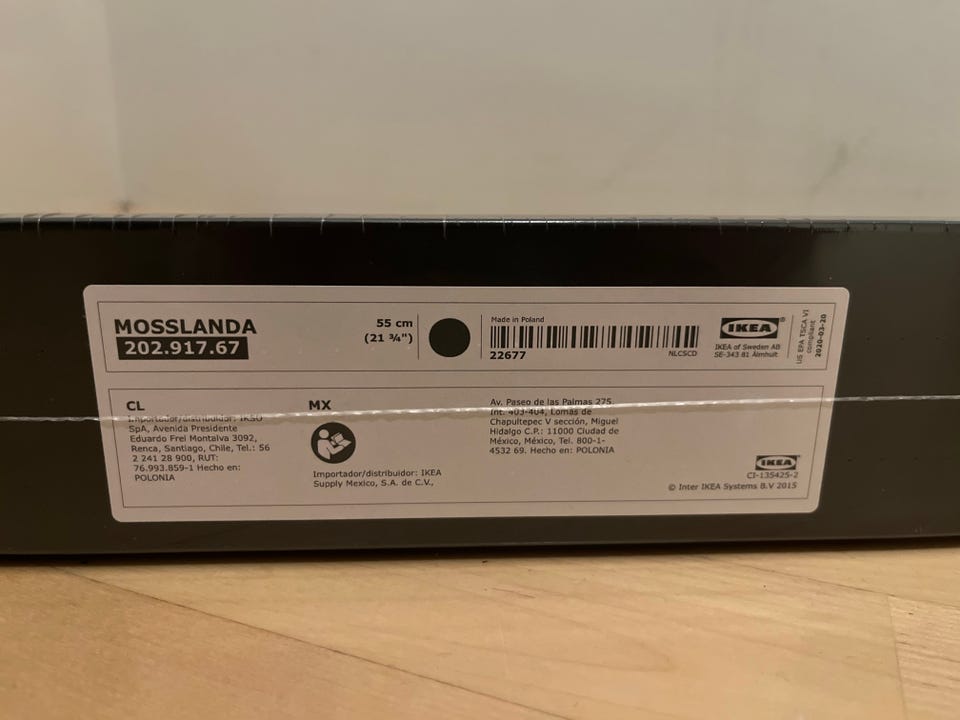 MOSSLANDA
202.917.67
55 cm
(21 ¾")
Made in Poland
22677
NLCSCD
IKEA®
IKEA of Sweden AB
SE-343 81 Älmhult
US EPA TSCA VI
compliant
2020-03-20
CL
Importador/distribuidor: IKSO
SpA, Avenida Presidente
Eduardo Frei Montalva 3092,
Renca, Santiago, Chile, Tel.: 56
2 241 28 900, RUT:
76.993.859-1 Hecho en:
POLONIA
MX
Importador/distribuidor: IKEA
Supply Mexico, S.A. de C.V.,
Av. Paseo de las Palmas 275,
Int. 403-404, Lomas de
Chapultepec V sección, Miguel
Hidalgo C.P.: 11000 Ciudad de
México, México, Tel. 800-1-
4532 69. Hecho en: POLONIA
IKEA
CI-135425-2
© Inter IKEA Systems B.V 2015